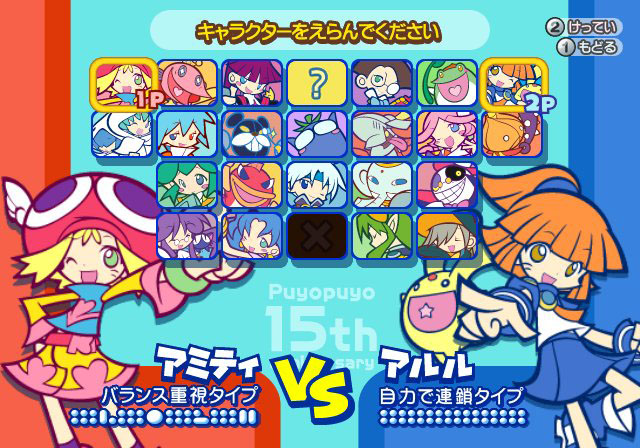 キャラクターをえらんでください
2 けってい
1 もどる
1P
?
2P
Puyopuyo
15th
アミティ
VS
アルル
バランス重視タイプ
自力で連鎖タイプ